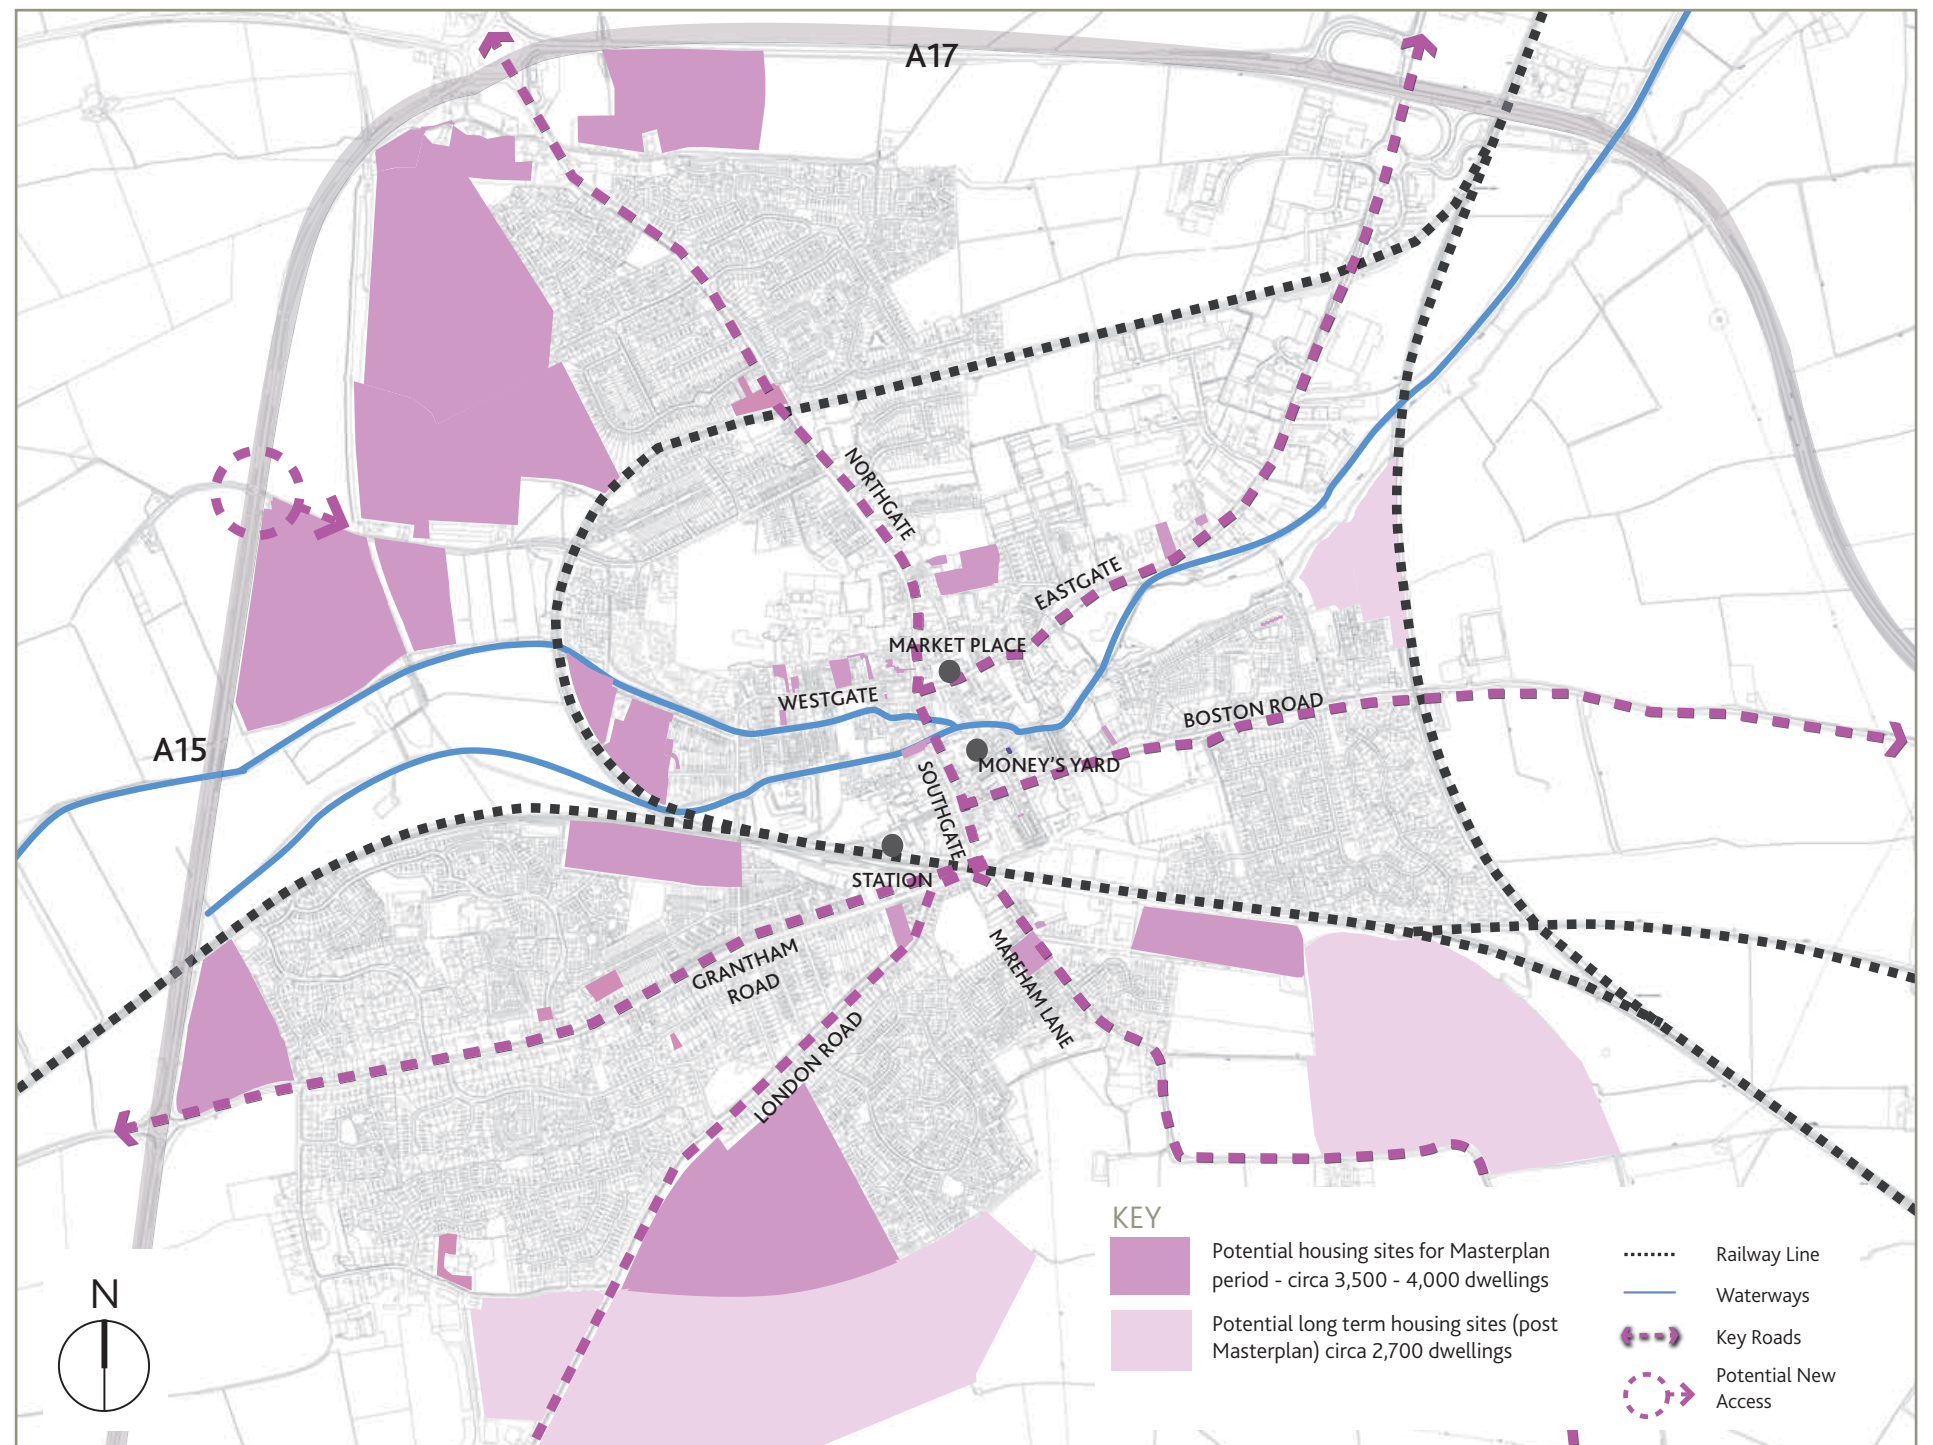 A17
NORTHGATE
EASTGATE
MARKET PLACE
WESTGATE
BOSTON ROAD
A15
MONEY'S YARD
SOUTHGATE
STATION
GRANTHAM
ROAD
MAREHAM LANE
LONDON ROAD
KEY
Potential housing sites for Masterplan
period - circa 3,500 - 4,000 dwellings
Potential long term housing sites (post
Masterplan) circa 2,700 dwellings
Railway Line
Waterways
Key Roads
Potential New
Access
N